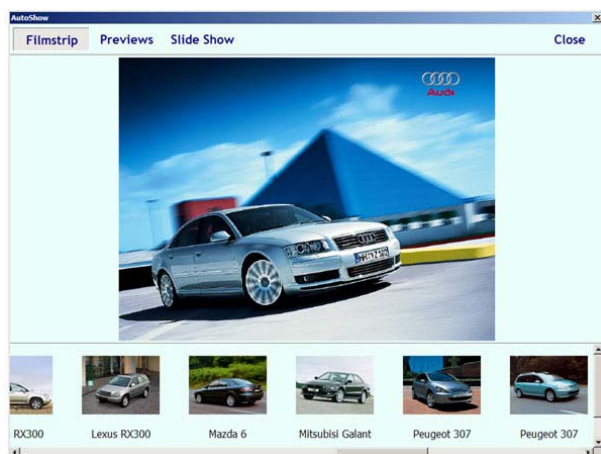 AutoShow
Filmstrip Previews Slide Show Close
Audi
RX300 Lexus RX300 Mazda 6 Mitsubisi Galant Peugeot 307 Peugeot 307